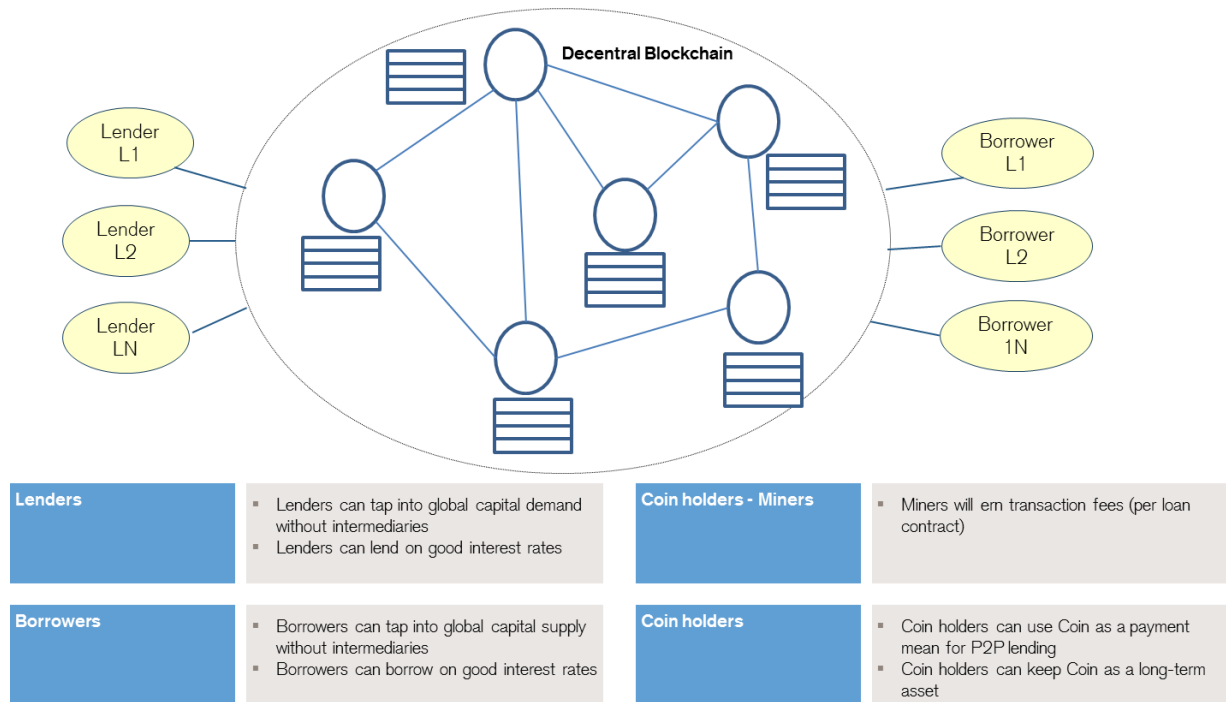 Decentral Blockchain
Lender
L1
Lender
L2
Lender
LN
Borrower
L1
Borrower
L2
Borrower
1N
Lenders
▪ Lenders can tap into global capital demand
without intermediaries
▪ Lenders can lend on good interest rates
Coin holders - Miners
▪ Miners will ern transaction fees (per loan
contract)
Borrowers
▪ Borrowers can tap into global capital supply
without intermediaries
▪ Borrowers can borrow on good interest rates
Coin holders
▪ Coin holders can use Coin as a payment
mean for P2P lending
▪ Coin holders can keep Coin as a long-term
asset